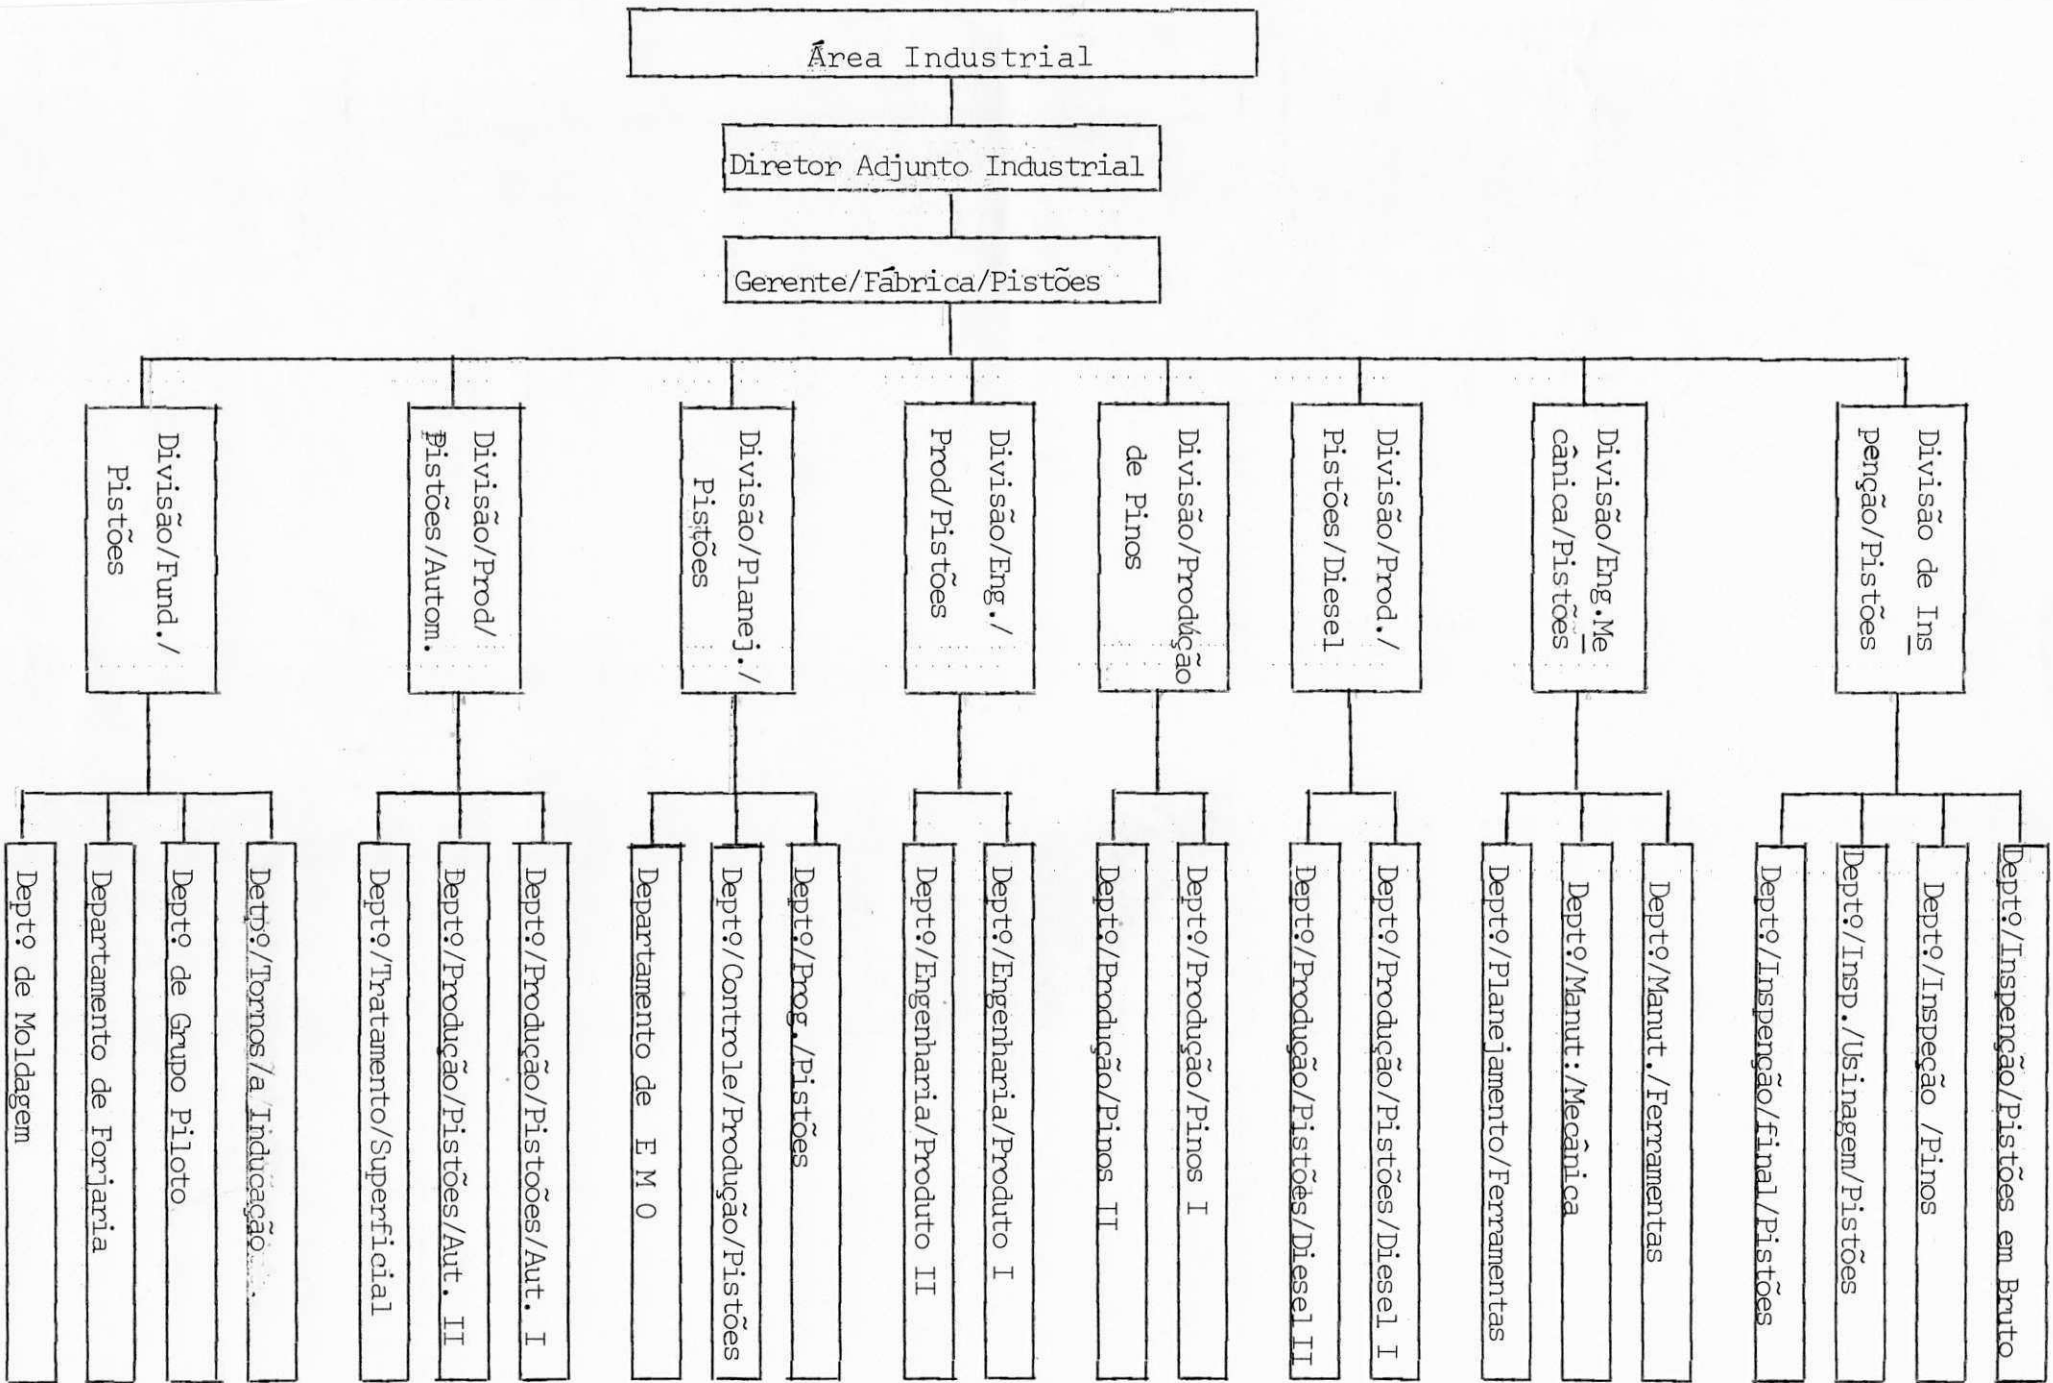 Área Industrial
Diretor Adjunto Industrial
Gerente/Fábrica/Pistões
Divisão/Fund./
Pistões
Divisão/Prod/
Pistões/Autom.
Divisão/Planej./
Pistões
Divisão/Eng./
Prod/Pistões
Divisão/Produção
de Pinos
Divisão/Prod./
Pistões/Diesel
Divisão/Eng.Me
cânica/Pistões
Divisão de Ins
penção/Pistões
Deptº de Moldagem
Departamento de Forjaria
Deptº de Grupo Piloto
Detpº/Tornos/a Inducação
Deptº/Tratamento/Superficial
Deptº/Produção/Pistões/Aut. II
Deptº/Produção/Pistoões/Aut. I
Departamento de E M O
Deptº/Controle/Produção/Pistões
Deptº/Prog./Pistões
Deptº/Engenharia/Produto II
Deptº/Engenharia/Produto I
Deptº/Produção/Pinos II
Deptº/Produção/Pinos I
Deptº/Produção/Pistões/Diesel II
Deptº/Produção/Pistões/Diesel I
Deptº/Planejamento/Ferramentas
Deptº/Manut:/Mecânica
Deptº/Manut./Ferramentas
Deptº/Inspenção/final/Pistões
Deptº/Insp./Usinagem/Pistões
Deptº/Inspeção /Pinos
Deptº/Inspenção/Pistões em Bruto